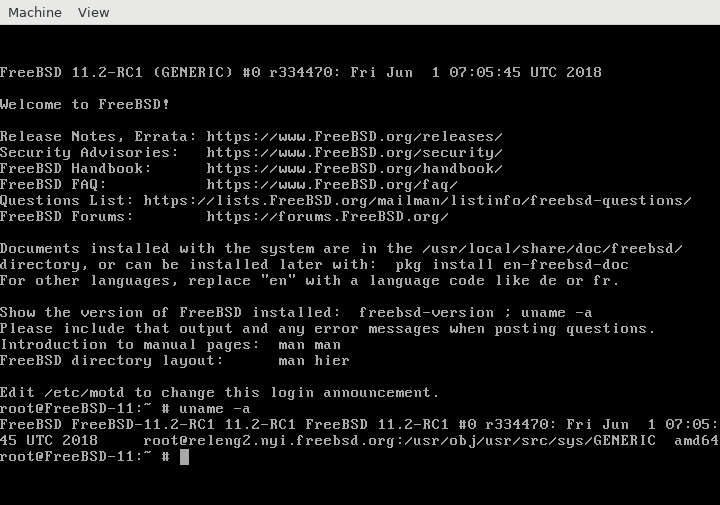 Machine View
FreeBSD 11.2-RC1 (GENERIC) #0 r334470: Fri Jun  1 07:05:45 UTC 2018
Welcome to FreeBSD!
Release Notes, Errata: https://www.FreeBSD.org/releases/
Security Advisories:   https://www.FreeBSD.org/security/
FreeBSD Handbook:      https://www.FreeBSD.org/handbook/
FreeBSD FAQ:           https://www.FreeBSD.org/faq/
Questions List: https://lists.FreeBSD.org/mailman/listinfo/freebsd-questions/
FreeBSD Forums:        https://forums.FreeBSD.org/
Documents installed with the system are in the /usr/local/share/doc/freebsd/
directory, or can be installed later with:  pkg install en-freebsd-doc
For other languages, replace "en" with a language code like de or fr.
Show the version of FreeBSD installed:  freebsd-version ; uname -a
Please include that output and any error messages when posting questions.
Introduction to manual pages:  man man
FreeBSD directory layout:      man hier
Edit /etc/motd to change this login announcement.
root@FreeBSD-11:~ # uname -a
FreeBSD FreeBSD-11.2-RC1 11.2-RC1 FreeBSD 11.2-RC1 #0 r334470: Fri Jun  1 07:05:
45 UTC 2018     root@releng2.nyi.freebsd.org:/usr/obj/usr/src/sys/GENERIC  amd64
root@FreeBSD-11:~ #